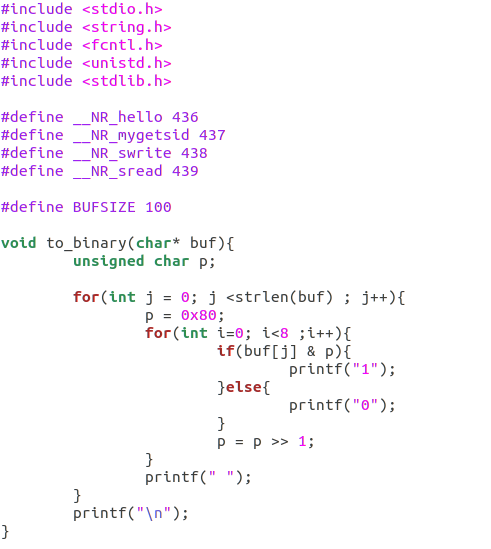 #include <stdio.h>
#include <string.h>
#include <fcntl.h>
#include <unistd.h>
#include <stdlib.h>

#define __NR_hello 436
#define __NR_mygetsid 437
#define __NR_swrite 438
#define __NR_sread 439

#define BUFSIZE 100

void to_binary(char* buf){
        unsigned char p;

        for(int j = 0; j <strlen(buf) ; j++){
                p = 0x80;
                for(int i=0; i<8 ;i++){
                        if(buf[j] & p){
                                printf("1");
                        }else{
                                printf("0");
                        }
                        p = p >> 1;
                }
                printf(" ");
        }
        printf("\n");
}